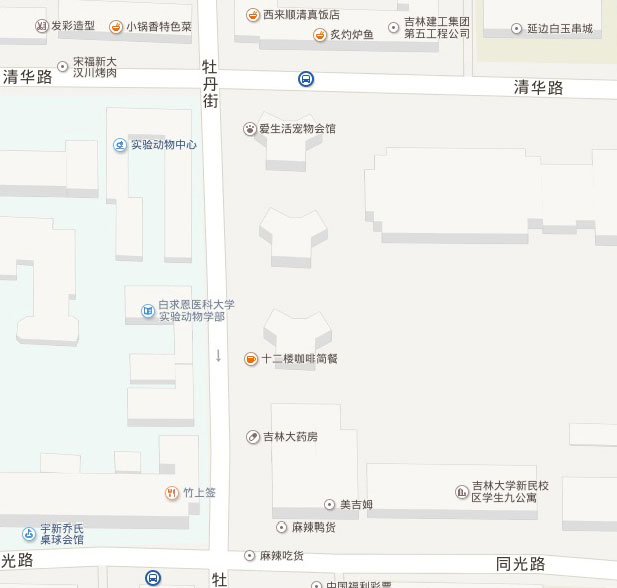 西来顺清真饭店
发彩造型
小锅香特色菜
炙灼炉鱼
吉林建工集团
第五工程公司
延边白玉串城
宋福新大
汉川烤肉
清华路
牡丹街
清华路
爱生活宠物会馆
实验动物中心
白求恩医科大学
实验动物学部
↓
十二楼咖啡简餐
吉林大药房
竹上签
吉林大学新民校
区学生九公寓
美吉姆
宇新乔氏
桌球会馆
麻辣鸭货
光路
麻辣吃货
同光路
牡
中国福利彩票